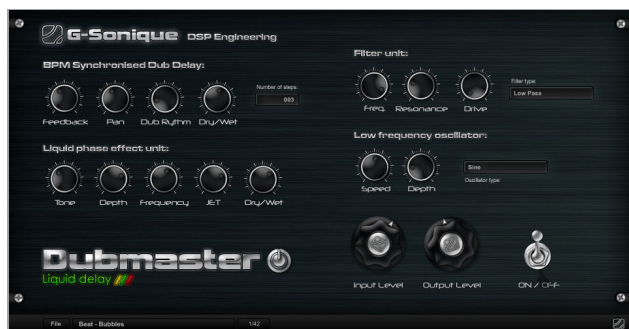 G-Sonique DSP Engineering
BPM Synchronised Dub Delay:
Number of steps:
003
Feedback Pan Dub Rythm Dry/Wet
Liquid phase effect unit:
Tone Depth Frequency JET Dry/Wet
Dubmaster
Liquid delay
Filter unit:
Filter type:
Low Pass
Freq. Resonance Drive
Low frequency oscillator:
Sine
Oscillator type:
Speed Depth
Input Level Output Level ON / OFF
File Beat - Bubbles 1/42